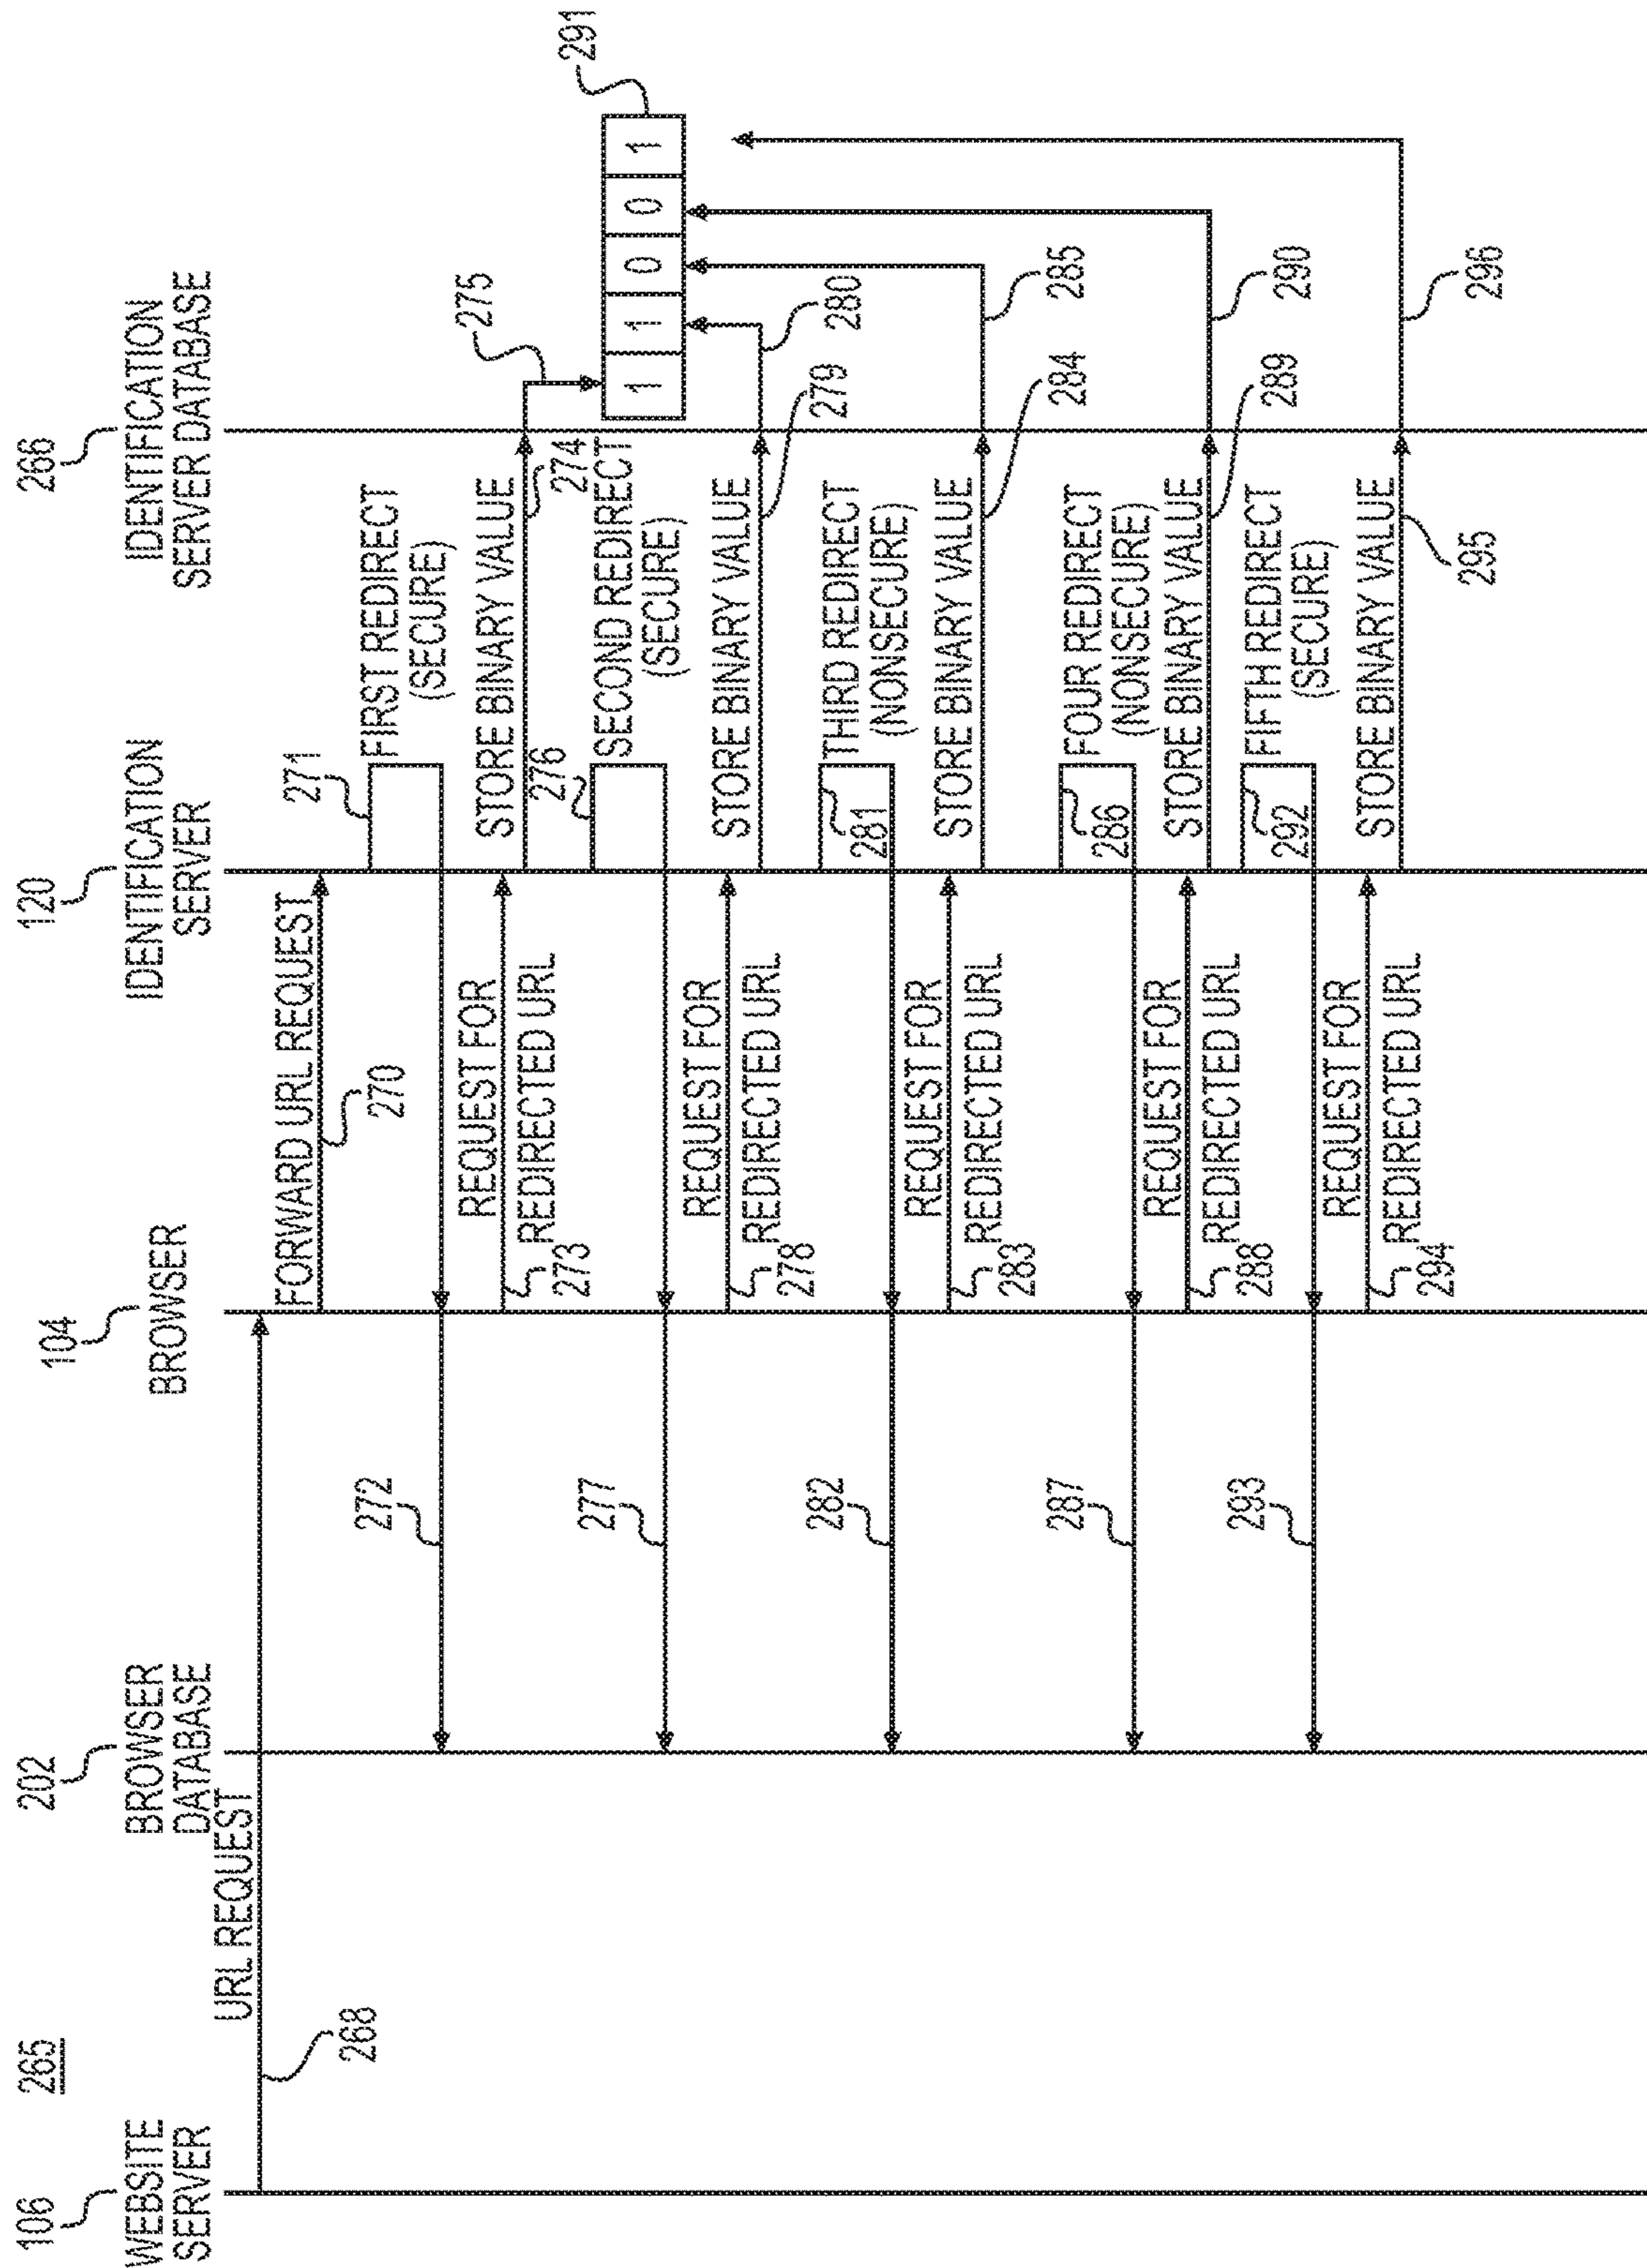 265
106
WEBSITE
SERVER
202
BROWSER
DATABASE
104
BROWSER
120
IDENTIFICATION
SERVER
266
IDENTIFICATION
SERVER DATABASE
URL REQUEST
268
FORWARD URL REQUEST
270
271
FIRST REDIRECT
(SECURE)
272
REQUEST FOR
REDIRECTED URL
273
STORE BINARY VALUE
274
275
1 1 0 0 1
291
276
SECOND REDIRECT
(SECURE)
277
REQUEST FOR
REDIRECTED URL
278
STORE BINARY VALUE
279
280
281
THIRD REDIRECT
(NONSECURE)
282
REQUEST FOR
REDIRECTED URL
283
STORE BINARY VALUE
284
285
286
FOUR REDIRECT
(NONSECURE)
287
REQUEST FOR
REDIRECTED URL
288
STORE BINARY VALUE
289
290
292
FIFTH REDIRECT
(SECURE)
293
REQUEST FOR
REDIRECTED URL
294
STORE BINARY VALUE
295
296